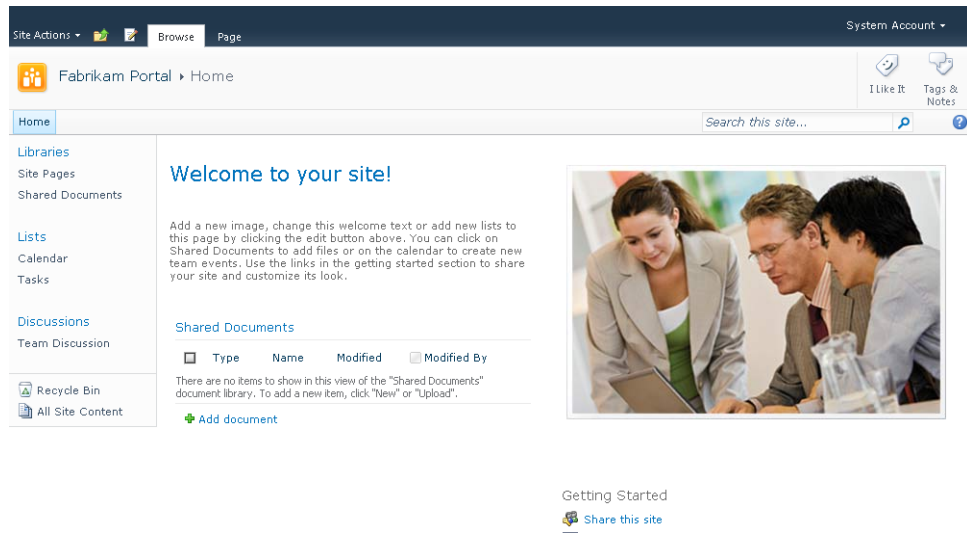 System Account
Site Actions
Browse
Page
Fabrikam Portal ▸ Home
I Like It
Tags &
Notes
Home
Search this site...
Libraries
Site Pages
Shared Documents
Lists
Calendar
Tasks
Discussions
Team Discussion
Recycle Bin
All Site Content
Welcome to your site!
Add a new image, change this welcome text or add new lists to
this page by clicking the edit button above. You can click on
Shared Documents to add files or on the calendar to create new
team events. Use the links in the getting started section to share
your site and customize its look.
Shared Documents
Type Name Modified Modified By
There are no items to show in this view of the "Shared Documents"
document library. To add a new item, click "New" or "Upload".
Add document
Getting Started
Share this site